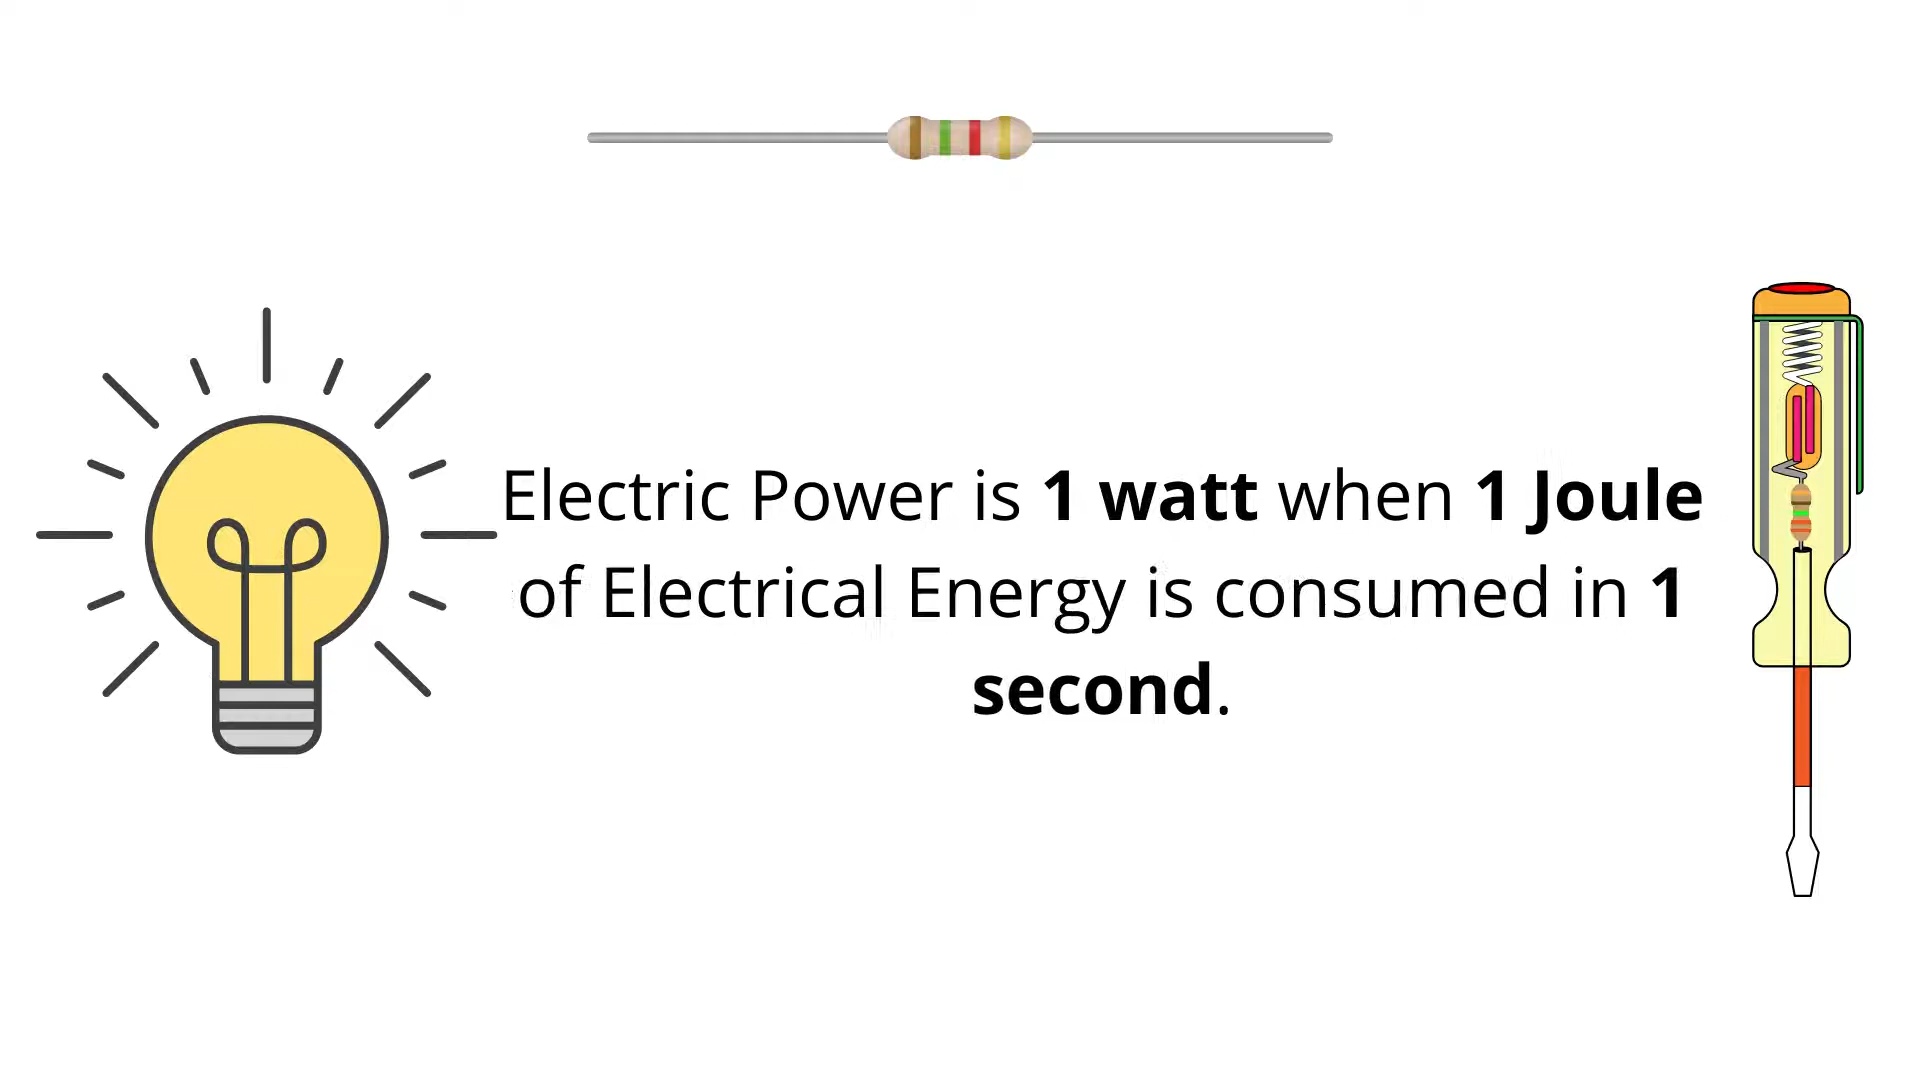 Electric Power is 1 watt when 1 Joule
of Electrical Energy is consumed in 1
second.